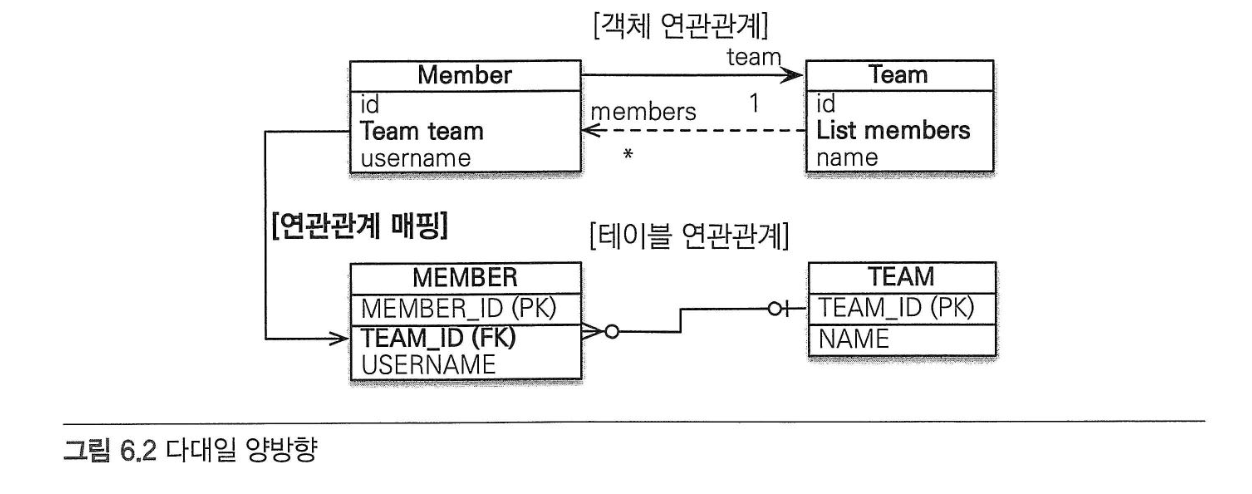 [객체 연관관계]
team
Member
Team
id
Team team
username
members
1
*
id
List members
name
[연관관계 매핑]
[테이블 연관관계]
MEMBER
TEAM
MEMBER_ID (PK)
TEAM_ID (FK)
USERNAME
TEAM_ID (PK)
NAME
그림 6.2 다대일 양방향